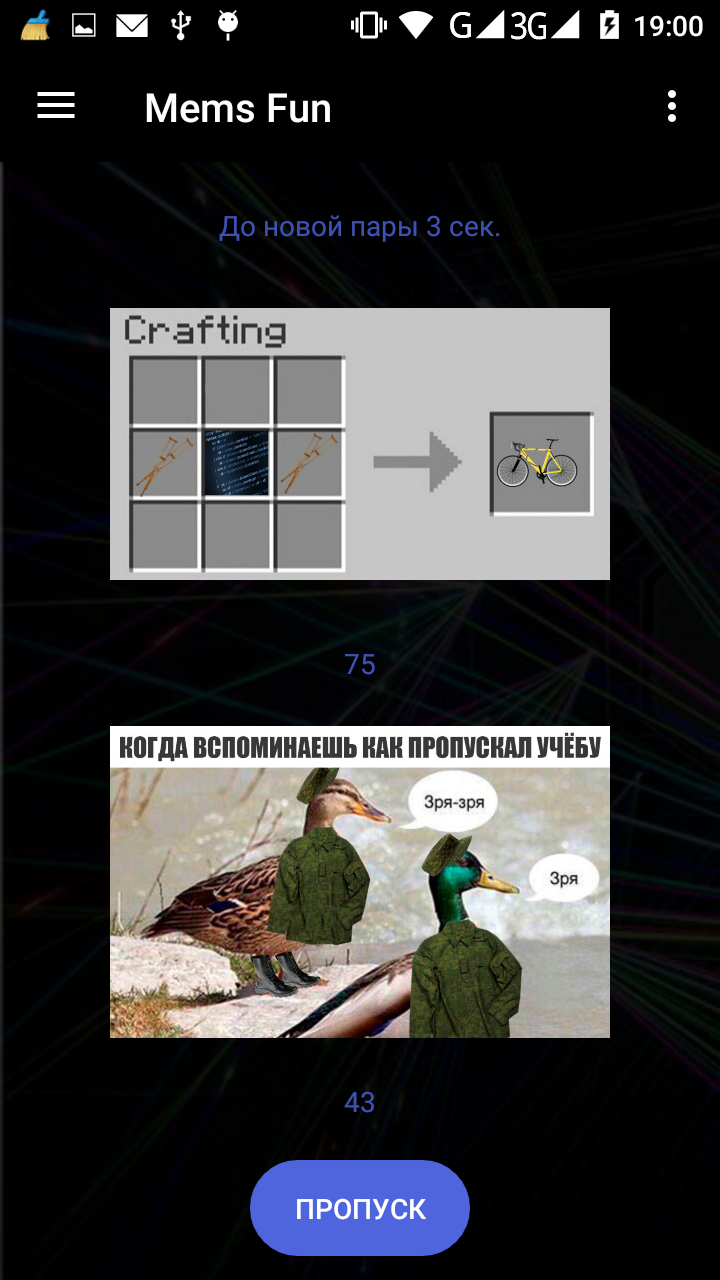 19:00
G 3G
Mems Fun
До новой пары 3 сек.
Crafting
75
КОГДА ВСПОМИНАЕШЬ КАК ПРОПУСКАЛ УЧЁБУ
Зря-зря
Зря
43
ПРОПУСК